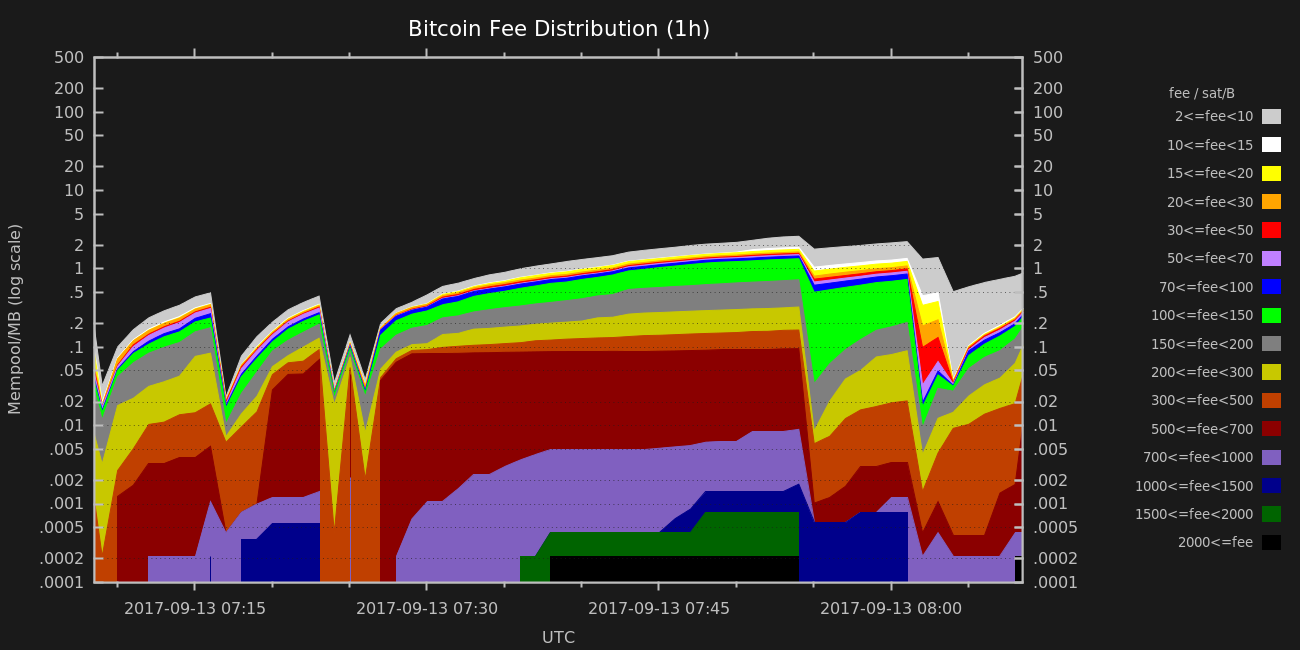 Bitcoin Fee Distribution (1h)
Mempool/MB (log scale)
500
200
100
50
20
10
5
2
1
.5
.2
.1
.05
.02
.01
.005
.002
.001
.0005
.0002
.0001
500
200
100
50
20
10
5
2
1
.5
.2
.1
.05
.02
.01
.005
.002
.001
.0005
.0002
.0001
2017-09-13 07:15
2017-09-13 07:30
2017-09-13 07:45
2017-09-13 08:00
UTC
fee / sat/B
2<=fee<10
10<=fee<15
15<=fee<20
20<=fee<30
30<=fee<50
50<=fee<70
70<=fee<100
100<=fee<150
150<=fee<200
200<=fee<300
300<=fee<500
500<=fee<700
700<=fee<1000
1000<=fee<1500
1500<=fee<2000
2000<=fee